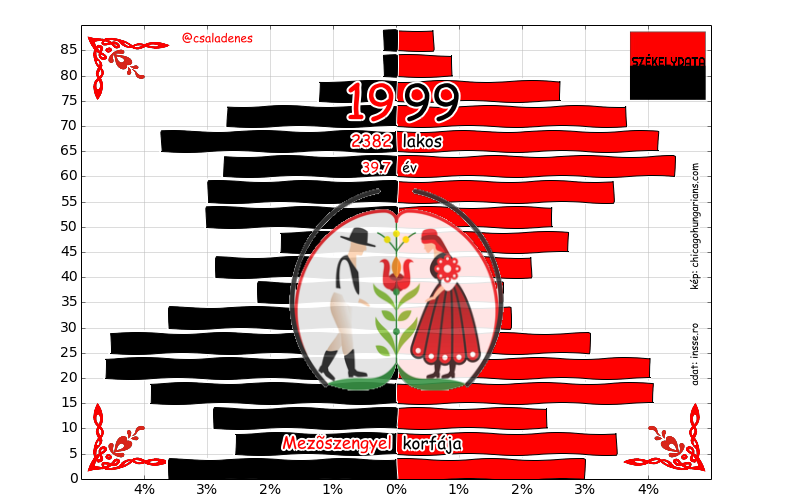 @csaladenes
SZÉKELYDATA
1999
2382 lakos
39.7 év
Mezőszengyel korfája
kép: chicagohungarians.com
adat: insse.ro
85
80
75
70
65
60
55
50
45
40
35
30
25
20
15
10
5
0
4% 3% 2% 1% 0% 1% 2% 3% 4%